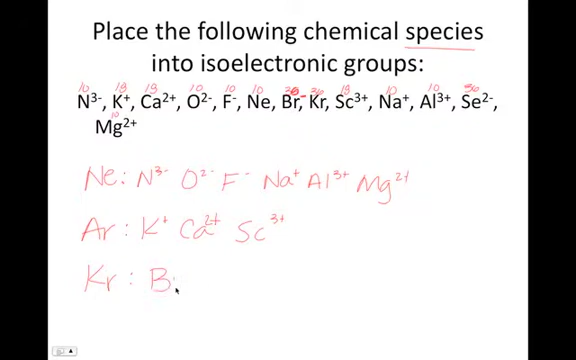 Place the following chemical species
into isoelectronic groups:
10 18 18 10 10 10 36 36 18 10 10 36
N³⁻, K⁺, Ca²⁺, O²⁻, F⁻, Ne, Br⁻, Kr, Sc³⁺, Na⁺, Al³⁺, Se²⁻,
10
Mg²⁺
Ne: N³⁻ O²⁻ F⁻ Na⁺ Al³⁺ Mg²⁺
Ar: K⁺ Ca²⁺ Sc³⁺
Kr: B